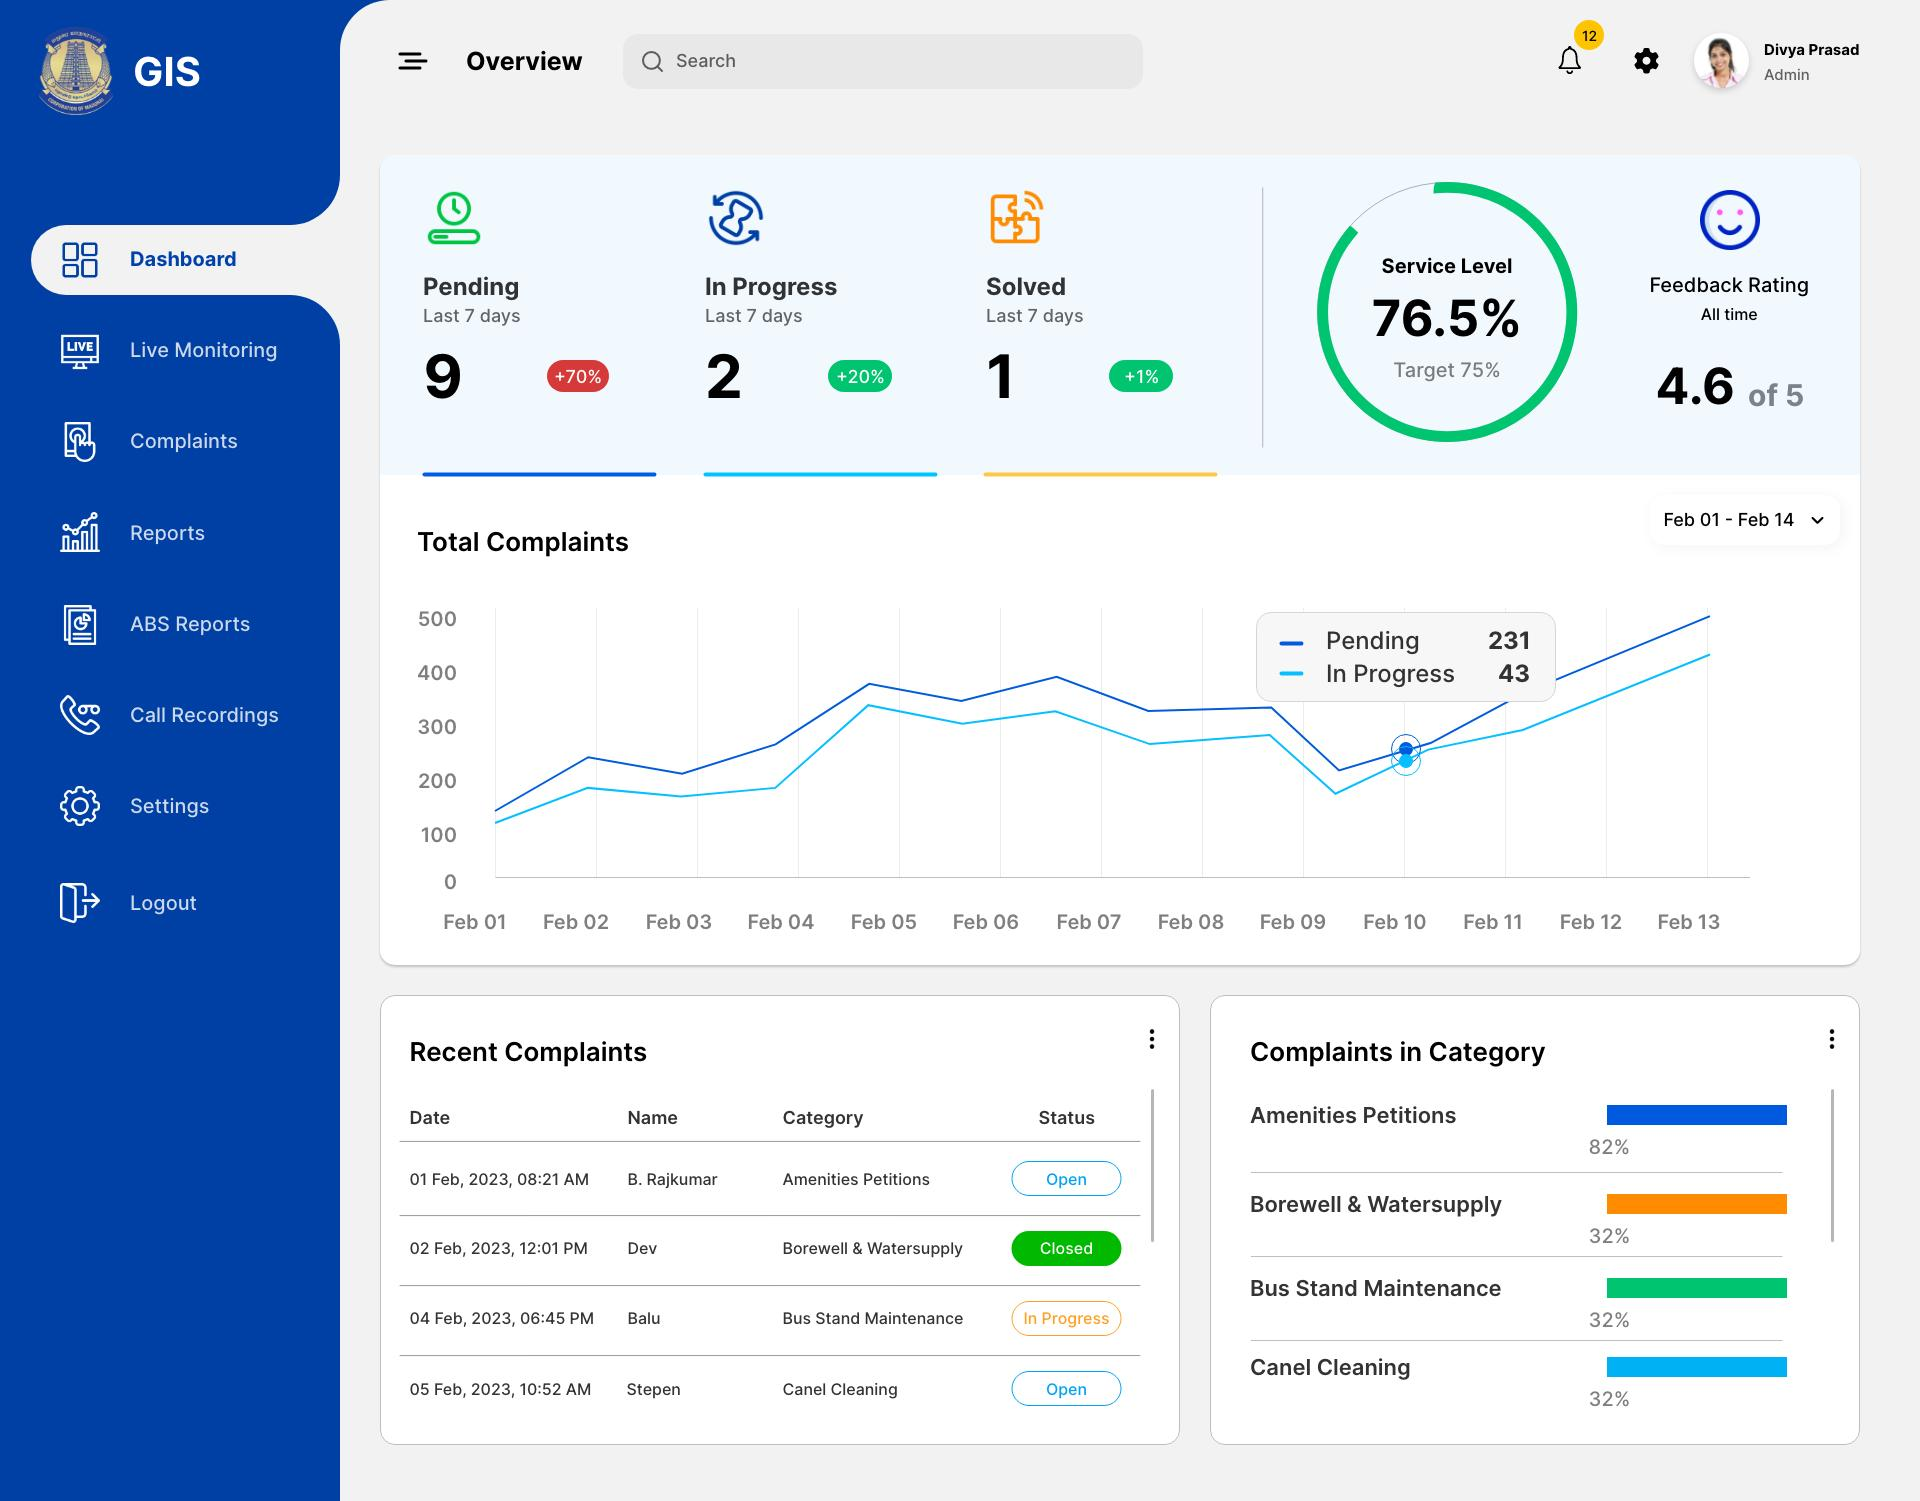 GIS
CORPORATION OF MADURAI
Overview
Search
12
Divya Prasad
Admin
Dashboard
Live Monitoring
LIVE
Complaints
Reports
ABS Reports
Call Recordings
Settings
Logout
Pending
Last 7 days
9 +70%
In Progress
Last 7 days
2 +20%
Solved
Last 7 days
1 +1%
Service Level
76.5%
Target 75%
Feedback Rating
All time
4.6 of 5
Total Complaints
Feb 01 - Feb 14
500
400
300
200
100
0
Pending 231
In Progress 43
Feb 01 Feb 02 Feb 03 Feb 04 Feb 05 Feb 06 Feb 07 Feb 08 Feb 09 Feb 10 Feb 11 Feb 12 Feb 13
Recent Complaints
Date Name Category Status
01 Feb, 2023, 08:21 AM B. Rajkumar Amenities Petitions Open
02 Feb, 2023, 12:01 PM Dev Borewell & Watersupply Closed
04 Feb, 2023, 06:45 PM Balu Bus Stand Maintenance In Progress
05 Feb, 2023, 10:52 AM Stepen Canel Cleaning Open
Complaints in Category
Amenities Petitions
82%
Borewell & Watersupply
32%
Bus Stand Maintenance
32%
Canel Cleaning
32%